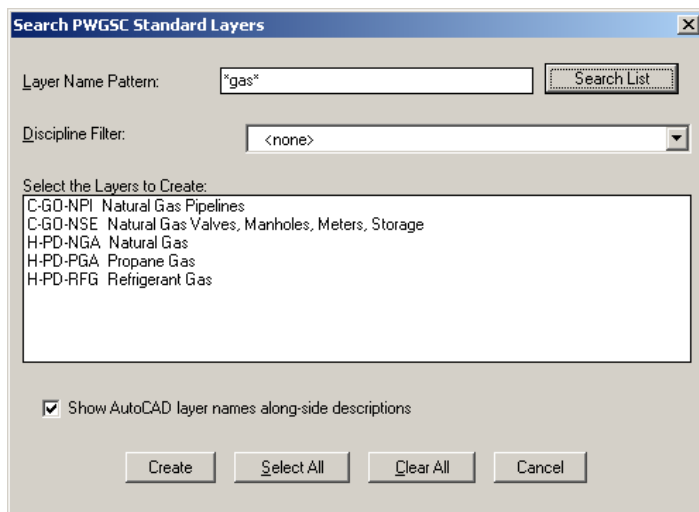 Search PWGSC Standard Layers
Layer Name Pattern: *gas* Search List
Discipline Filter: <none>
Select the Layers to Create:
C-GO-NPI Natural Gas Pipelines
C-GO-NSE Natural Gas Valves, Manholes, Meters, Storage
H-PD-NGA Natural Gas
H-PD-PGA Propane Gas
H-PD-RFG Refrigerant Gas
Show AutoCAD layer names along-side descriptions
Create Select All Clear All Cancel